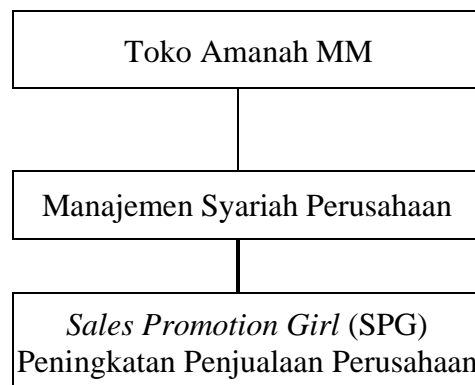 Toko Amanah MM
Manajemen Syariah Perusahaan
Sales Promotion Girl (SPG)
Peningkatan Penjualaan Perusahaan